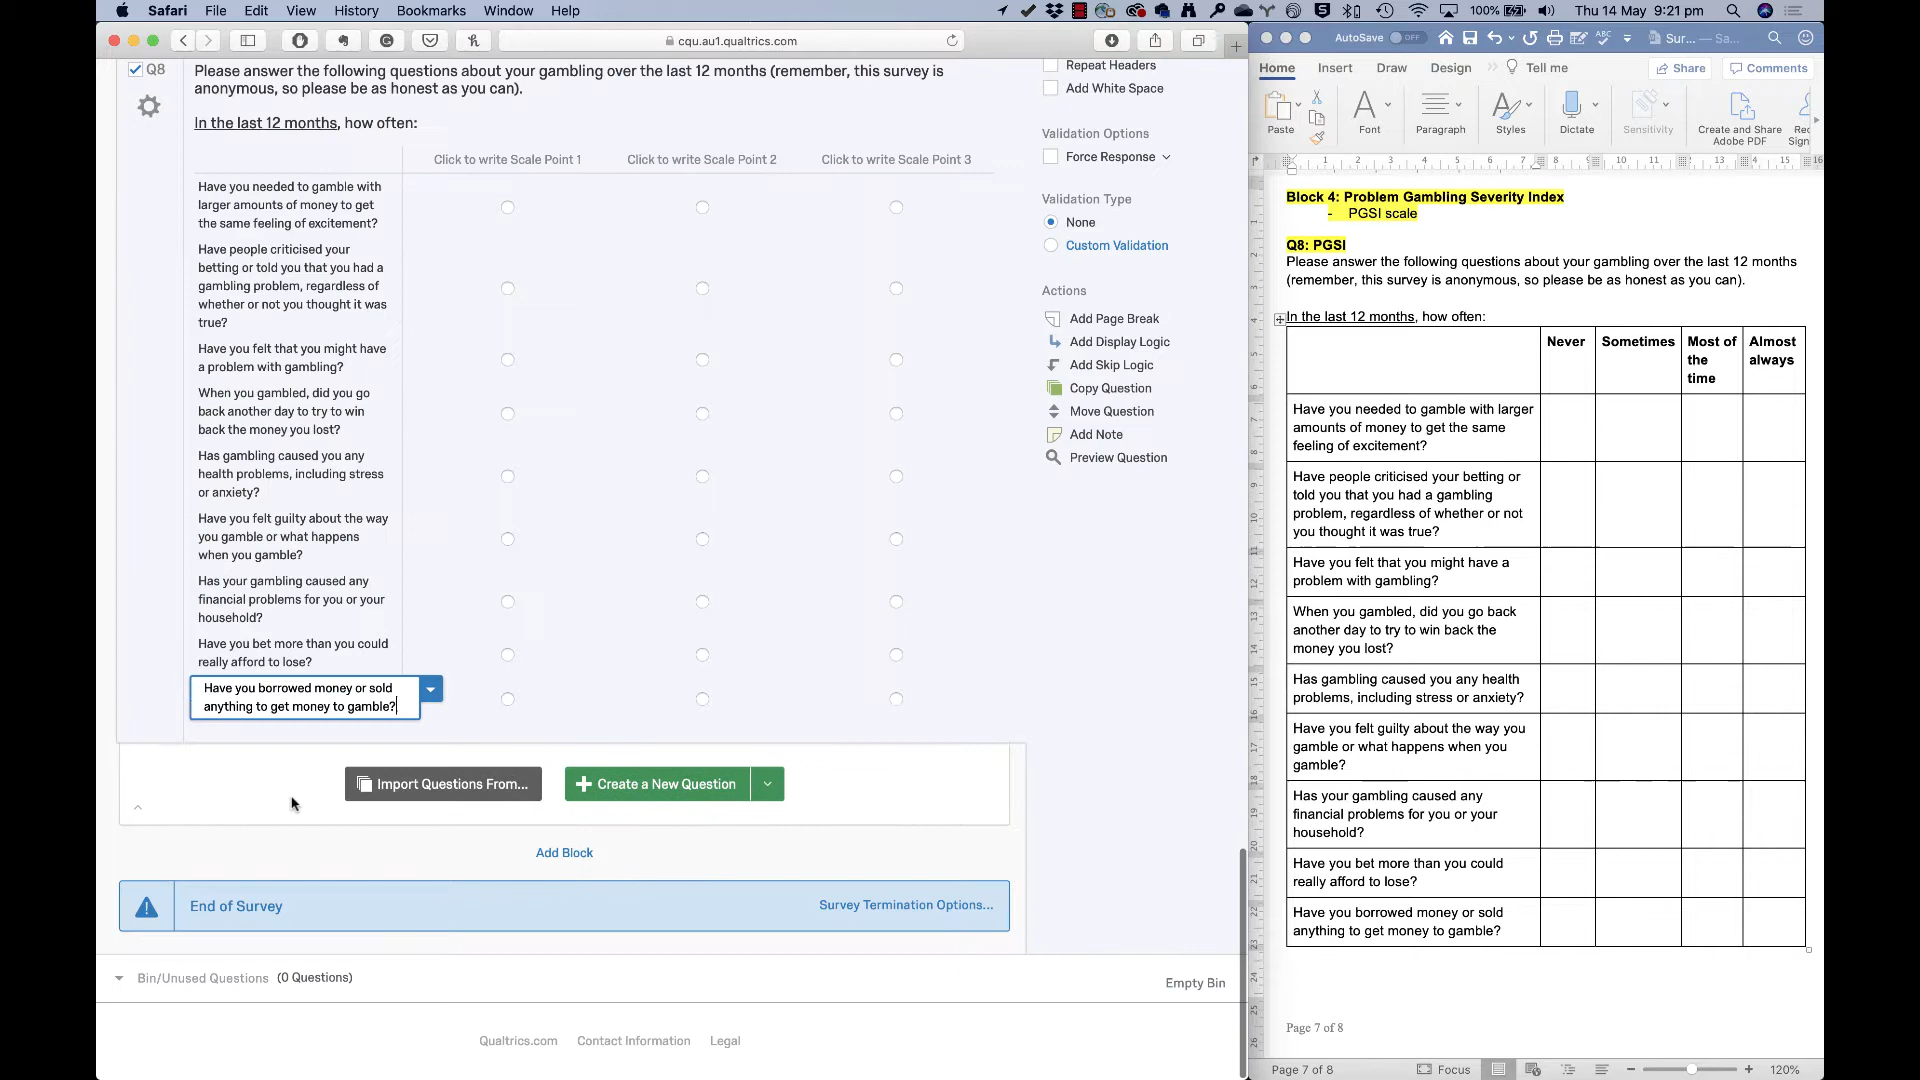 Safari File Edit View History Bookmarks Window Help
100% Thu 14 May 9:21 pm
cqu.au1.qualtrics.com
Q8
Please answer the following questions about your gambling over the last 12 months (remember, this survey is
anonymous, so please be as honest as you can).
In the last 12 months, how often:
Click to write Scale Point 1 Click to write Scale Point 2 Click to write Scale Point 3
Have you needed to gamble with
larger amounts of money to get
the same feeling of excitement?
Have people criticised your
betting or told you that you had a
gambling problem, regardless of
whether or not you thought it was
true?
Have you felt that you might have
a problem with gambling?
When you gambled, did you go
back another day to try to win
back the money you lost?
Has gambling caused you any
health problems, including stress
or anxiety?
Have you felt guilty about the way
you gamble or what happens
when you gamble?
Has your gambling caused any
financial problems for you or your
household?
Have you bet more than you could
really afford to lose?
Have you borrowed money or sold
anything to get money to gamble?
Repeat Headers
Add White Space
Validation Options
Force Response
Validation Type
None
Custom Validation
Actions
Add Page Break
Add Display Logic
Add Skip Logic
Copy Question
Move Question
Add Note
Preview Question
Import Questions From...
Create a New Question
Add Block
End of Survey
Survey Termination Options...
Bin/Unused Questions (0 Questions)
Empty Bin
Qualtrics.com Contact Information Legal
AutoSave OFF Sur... — Sa...
Home Insert Draw Design Tell me Share Comments
Paste Font Paragraph Styles Dictate Sensitivity Create and Share
Adobe PDF
1 2 3 4 5 6 7 8 10 11 13 15 16
Block 4: Problem Gambling Severity Index
- PGSI scale
Q8: PGSI
Please answer the following questions about your gambling over the last 12 months
(remember, this survey is anonymous, so please be as honest as you can).
In the last 12 months, how often:
Never Sometimes Most of
the
time
Almost
always
Have you needed to gamble with larger
amounts of money to get the same
feeling of excitement?
Have people criticised your betting or
told you that you had a gambling
problem, regardless of whether or not
you thought it was true?
Have you felt that you might have a
problem with gambling?
When you gambled, did you go back
another day to try to win back the
money you lost?
Has gambling caused you any health
problems, including stress or anxiety?
Have you felt guilty about the way you
gamble or what happens when you
gamble?
Has your gambling caused any
financial problems for you or your
household?
Have you bet more than you could
really afford to lose?
Have you borrowed money or sold
anything to get money to gamble?
Page 7 of 8
Page 7 of 8 Focus 120%